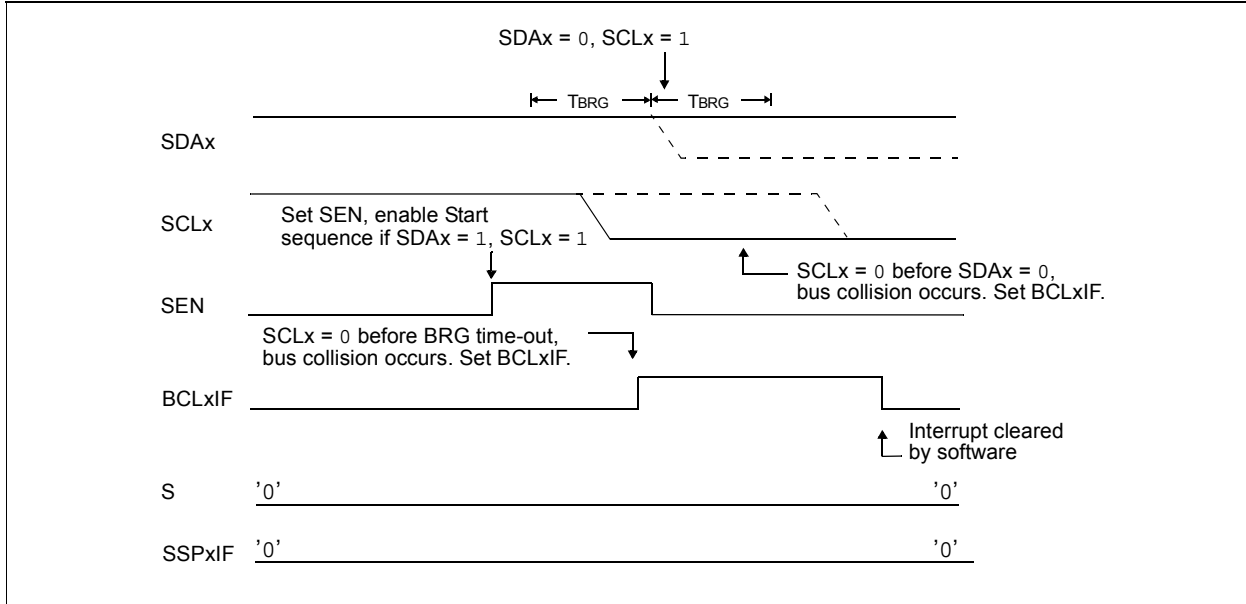 SDAx = 0, SCLx = 1
TBRG TBRG
SDAx
SCLx
Set SEN, enable Start
sequence if SDAx = 1, SCLx = 1
SCLx = 0 before SDAx = 0,
bus collision occurs. Set BCLxIF.
SEN
SCLx = 0 before BRG time-out,
bus collision occurs. Set BCLxIF.
BCLxIF
Interrupt cleared
by software
S '0' '0'
SSPxIF '0' '0'